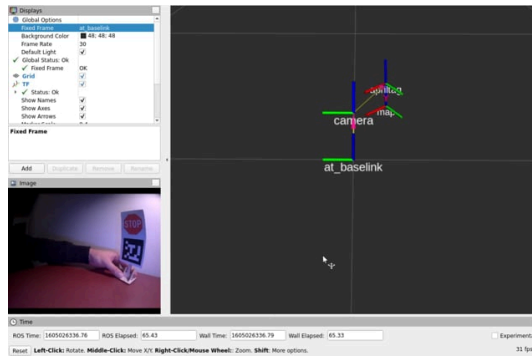 Displays
Global Options
Fixed Frame at_baselink
Background Color 48; 48; 48
Frame Rate 30
Default Light
Global Status: Ok
Fixed Frame OK
Grid
TF
Status: Ok
Show Names
Show Axes
Show Arrows
Fixed Frame
Add Duplicate Remove Rename
Image
STOP
apriltag
map
camera
at_baselink
Time
ROS Time: 1605026336.76 ROS Elapsed: 65.43 Wall Time: 1605026336.79 Wall Elapsed: 65.33 Experimental
Reset Left-Click: Rotate. Middle-Click: Move X/Y. Right-Click/Mouse Wheel:: Zoom. Shift: More options. 31 fps